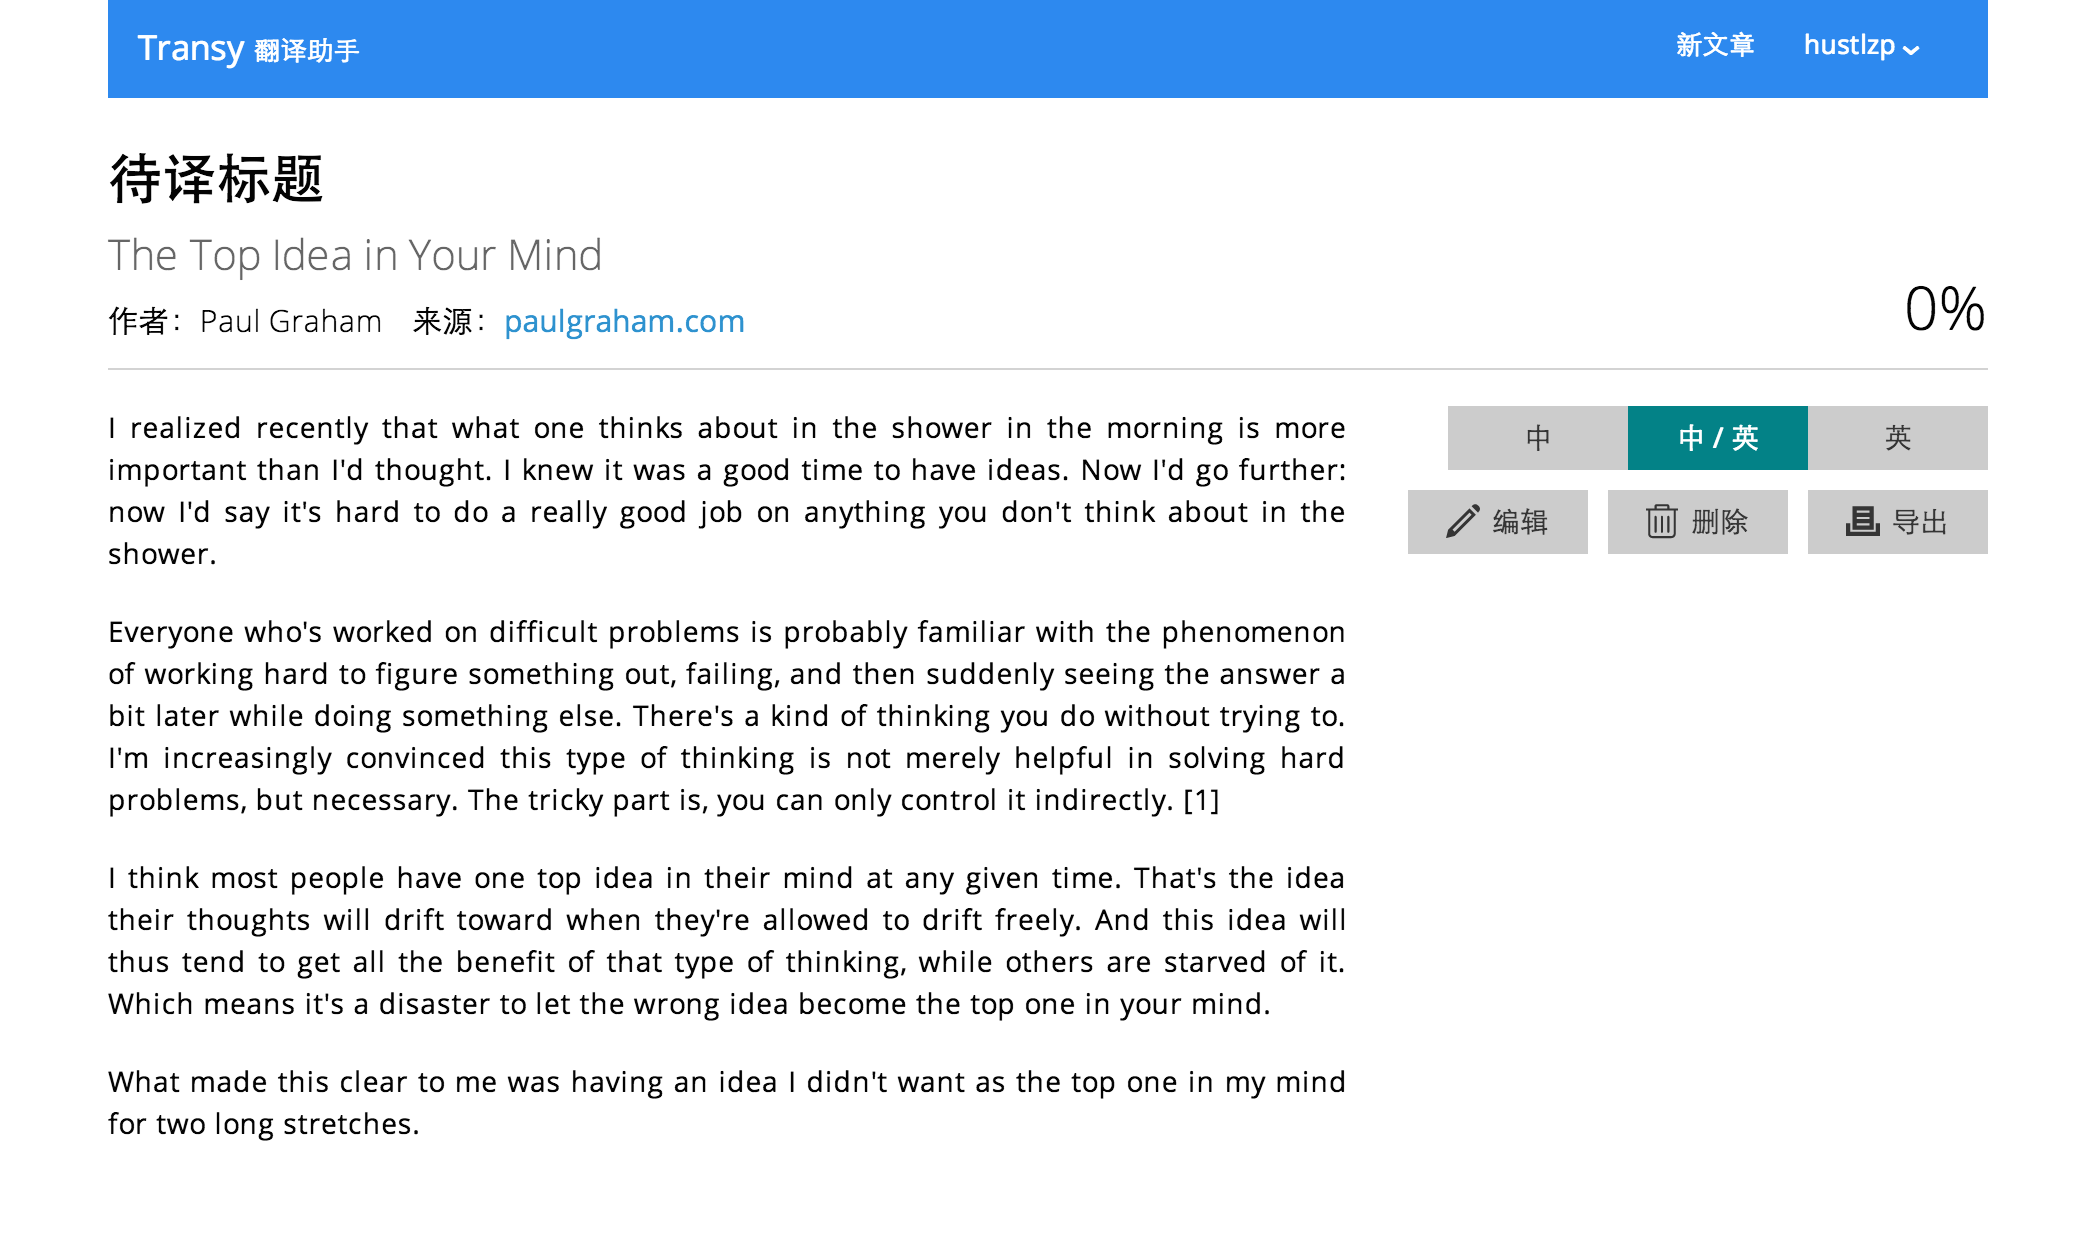 Transy 翻译助手
新文章 hustlzp
待译标题
The Top Idea in Your Mind
作者：Paul Graham 来源：paulgraham.com
0%
I realized recently that what one thinks about in the shower in the morning is more
important than I'd thought. I knew it was a good time to have ideas. Now I'd go further:
now I'd say it's hard to do a really good job on anything you don't think about in the
shower.
Everyone who's worked on difficult problems is probably familiar with the phenomenon
of working hard to figure something out, failing, and then suddenly seeing the answer a
bit later while doing something else. There's a kind of thinking you do without trying to.
I'm increasingly convinced this type of thinking is not merely helpful in solving hard
problems, but necessary. The tricky part is, you can only control it indirectly. [1]
I think most people have one top idea in their mind at any given time. That's the idea
their thoughts will drift toward when they're allowed to drift freely. And this idea will
thus tend to get all the benefit of that type of thinking, while others are starved of it.
Which means it's a disaster to let the wrong idea become the top one in your mind.
What made this clear to me was having an idea I didn't want as the top one in my mind
for two long stretches.
中 中 / 英 英
编辑 删除 导出